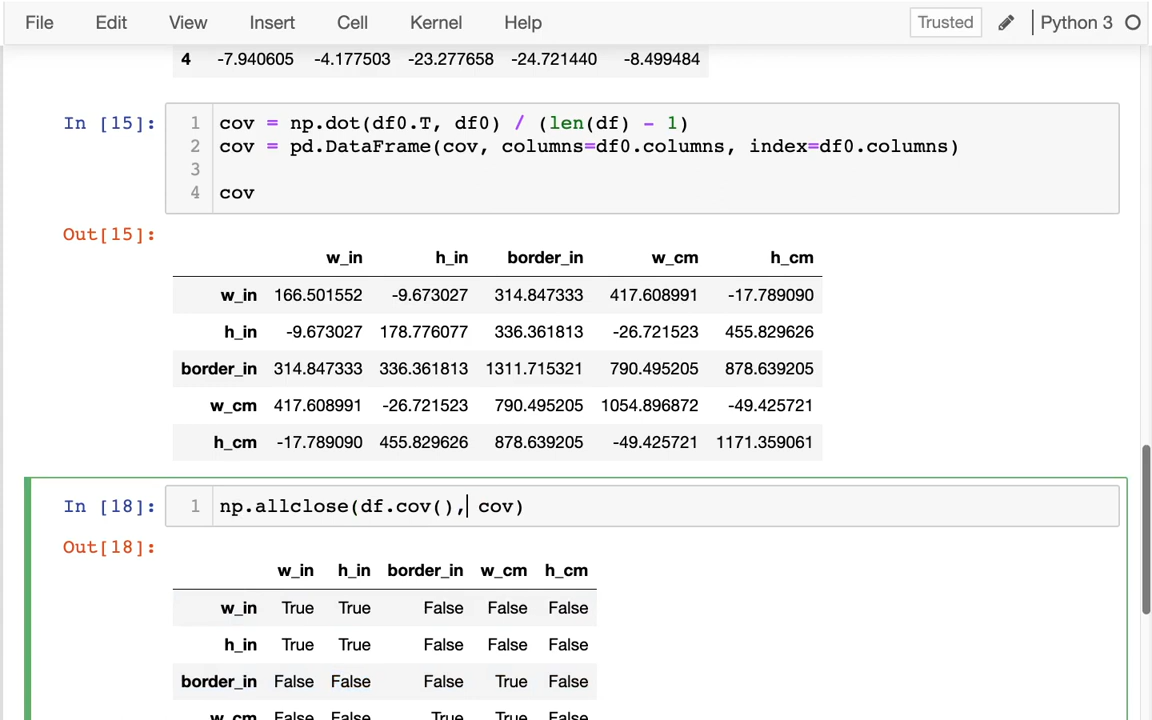 File Edit View Insert Cell Kernel Help Trusted Python 3
4 -7.940605 -4.177503 -23.277658 -24.721440 -8.499484
In [15]: 1 cov = np.dot(df0.T, df0) / (len(df) - 1)
2 cov = pd.DataFrame(cov, columns=df0.columns, index=df0.columns)
3
4 cov
Out[15]:
w_in h_in border_in w_cm h_cm
w_in 166.501552 -9.673027 314.847333 417.608991 -17.789090
h_in -9.673027 178.776077 336.361813 -26.721523 455.829626
border_in 314.847333 336.361813 1311.715321 790.495205 878.639205
w_cm 417.608991 -26.721523 790.495205 1054.896872 -49.425721
h_cm -17.789090 455.829626 878.639205 -49.425721 1171.359061
In [18]: 1 np.allclose(df.cov(), cov)
Out[18]:
w_in h_in border_in w_cm h_cm
w_in True True False False False
h_in True True False False False
border_in False False False True False
w_cm False False True True False